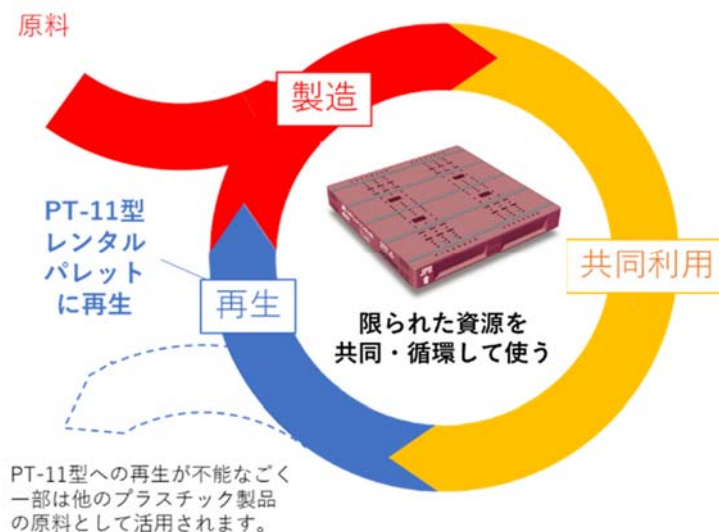 原料
製造
PT-11型
レンタル
パレット
に再生
再生
共同利用
JPR
限られた資源を
共同・循環して使う
PT-11型への再生が不能なごく
一部は他のプラスチック製品
の原料として活用されます。